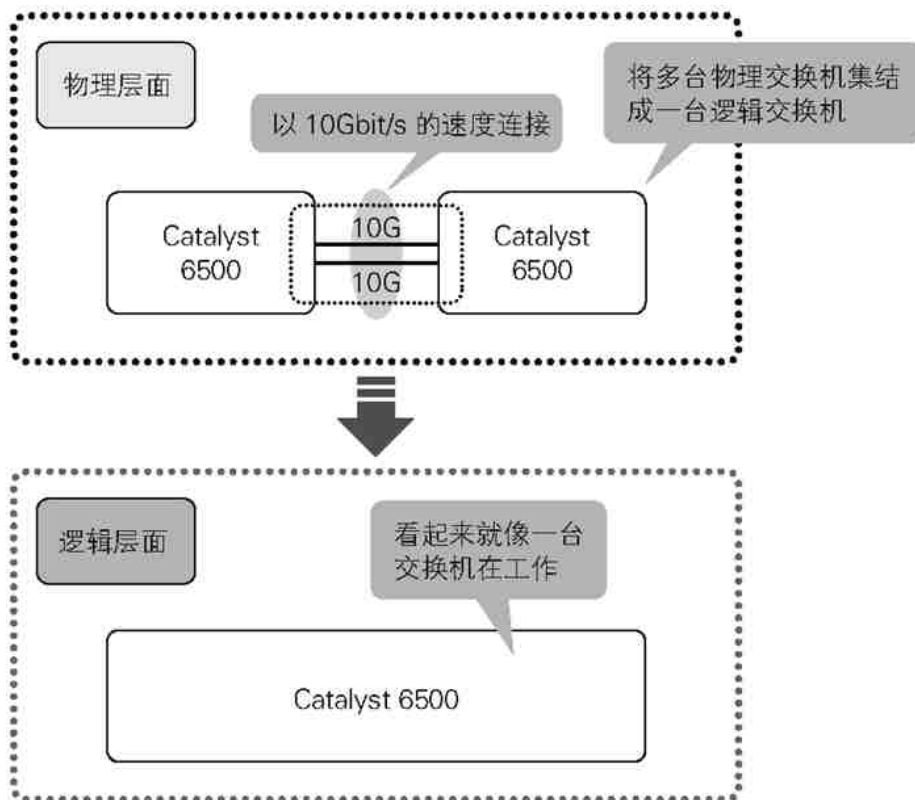 物理层面
将多台物理交换机集结
成一台逻辑交换机
以 10Gbit/s 的速度连接
Catalyst
6500
10G
10G
Catalyst
6500
逻辑层面
看起来就像一台
交换机在工作
Catalyst 6500